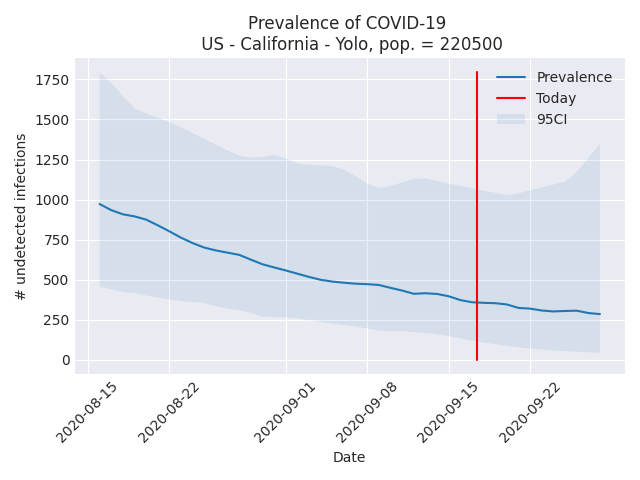 Prevalence of COVID-19
US - California - Yolo, pop. = 220500
Prevalence
Today
95CI
# undetected infections
1750
1500
1250
1000
750
500
250
0
2020-08-15
2020-08-22
2020-09-01
2020-09-08
2020-09-15
2020-09-22
Date